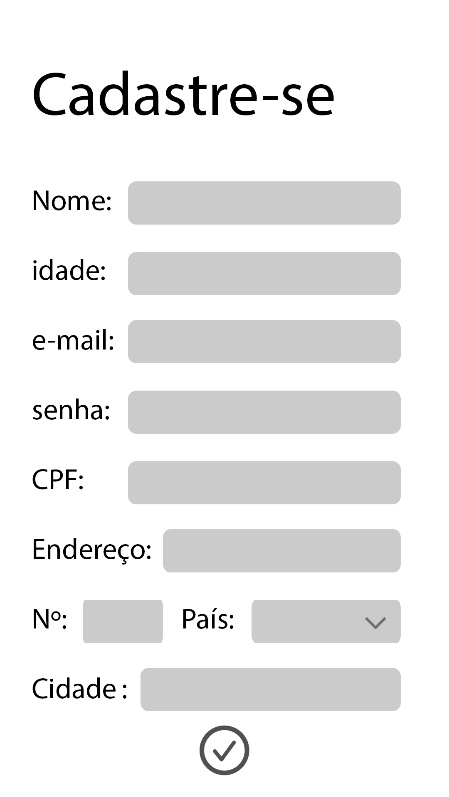 Cadastre-se
Nome:
idade:
e-mail:
senha:
CPF:
Endereço:
Nº: País:
Cidade :